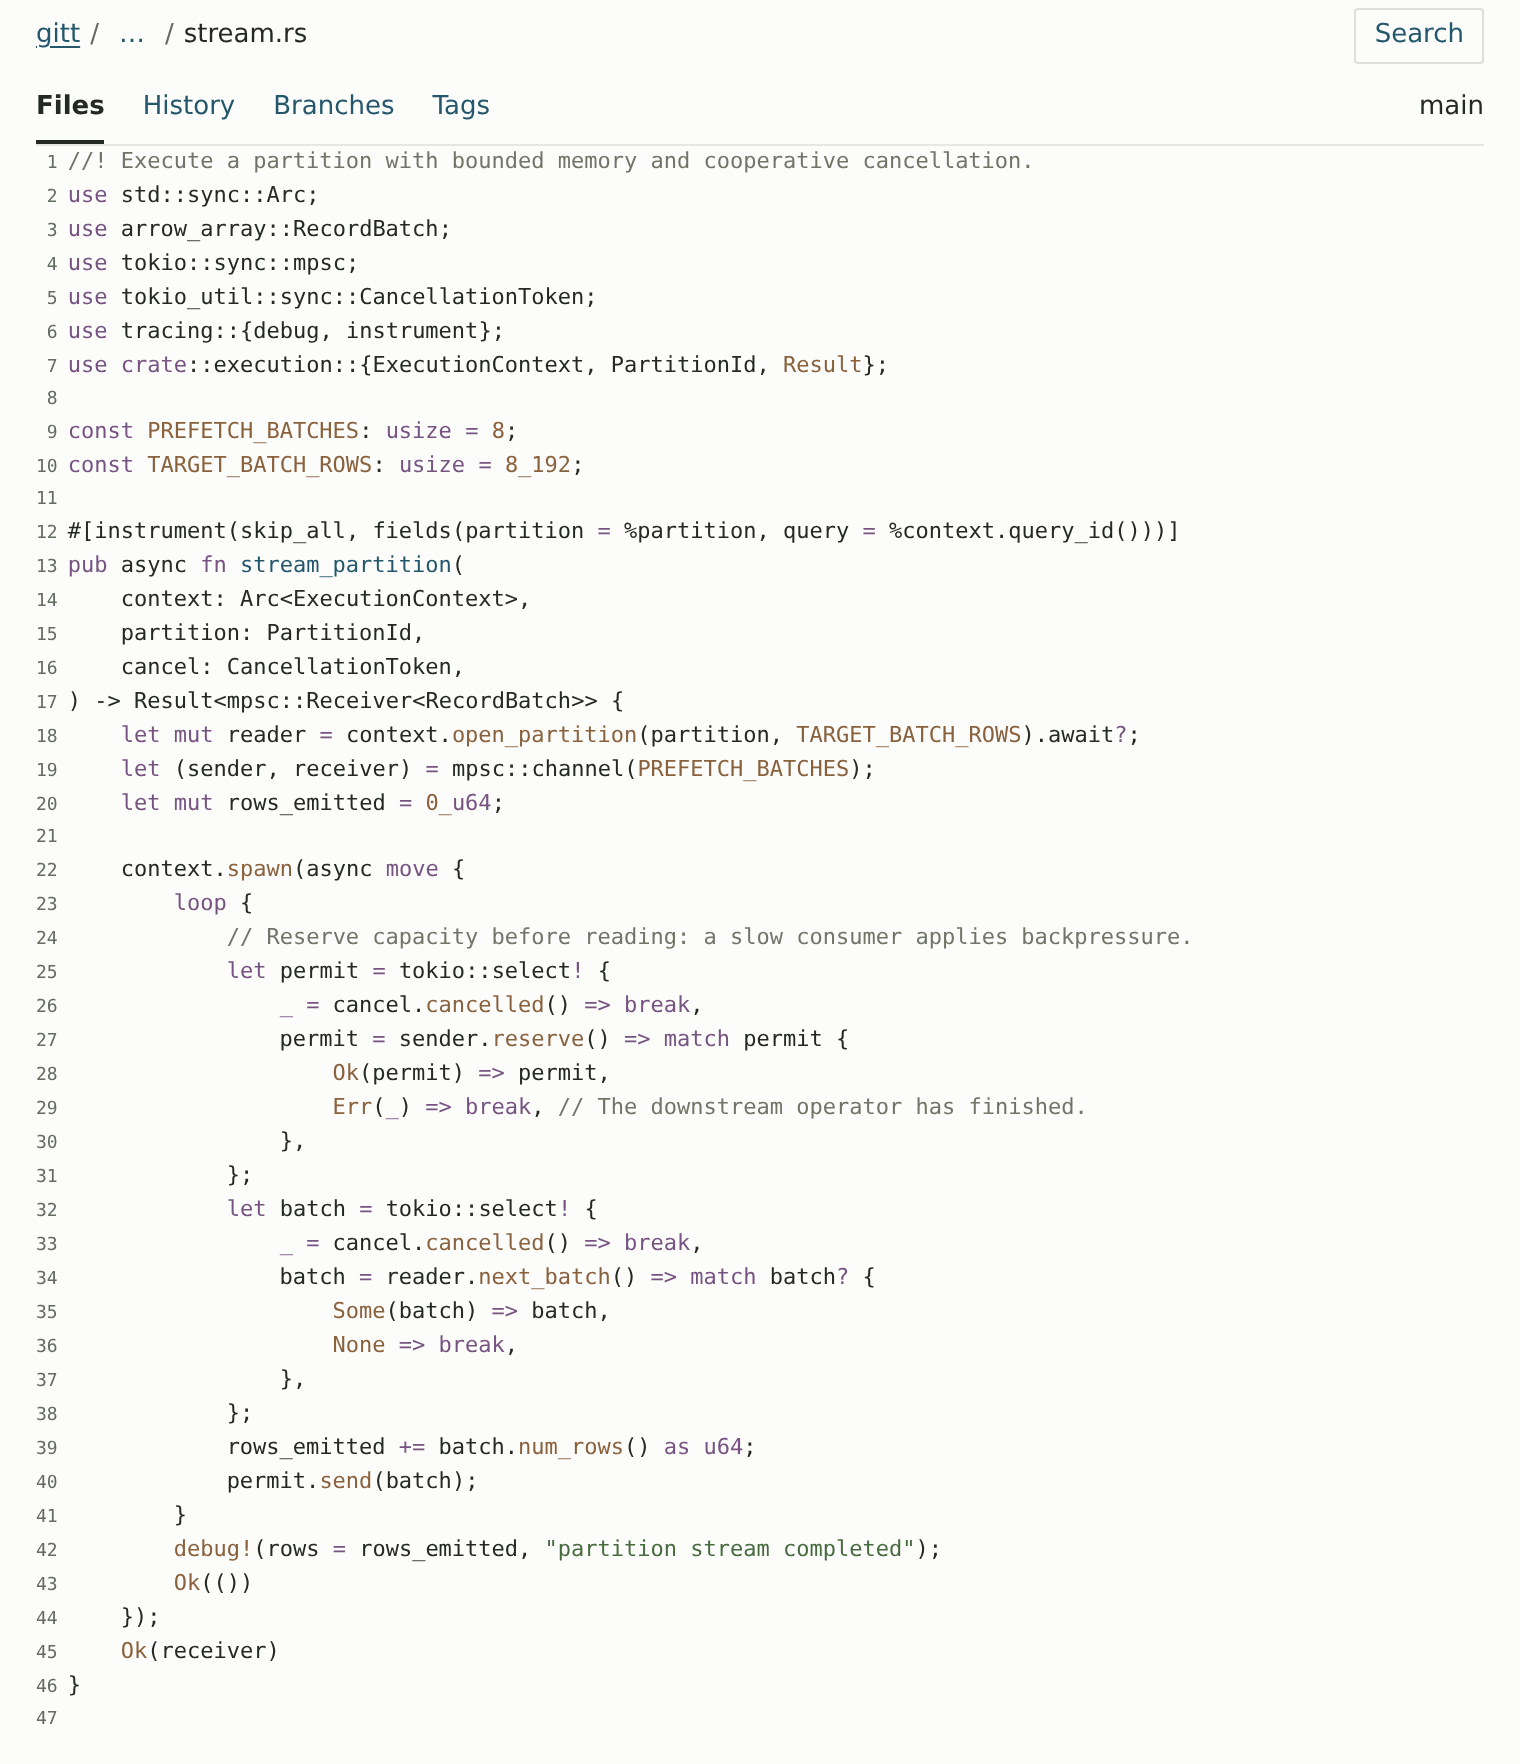 gitt / … / stream.rs
Search
Files History Branches Tags
main
1 //! Execute a partition with bounded memory and cooperative cancellation.
2 use std::sync::Arc;
3 use arrow_array::RecordBatch;
4 use tokio::sync::mpsc;
5 use tokio_util::sync::CancellationToken;
6 use tracing::{debug, instrument};
7 use crate::execution::{ExecutionContext, PartitionId, Result};
8
9 const PREFETCH_BATCHES: usize = 8;
10 const TARGET_BATCH_ROWS: usize = 8_192;
11
12 #[instrument(skip_all, fields(partition = %partition, query = %context.query_id()))]
13 pub async fn stream_partition(
14     context: Arc<ExecutionContext>,
15     partition: PartitionId,
16     cancel: CancellationToken,
17 ) -> Result<mpsc::Receiver<RecordBatch>> {
18     let mut reader = context.open_partition(partition, TARGET_BATCH_ROWS).await?;
19     let (sender, receiver) = mpsc::channel(PREFETCH_BATCHES);
20     let mut rows_emitted = 0_u64;
21
22     context.spawn(async move {
23         loop {
24             // Reserve capacity before reading: a slow consumer applies backpressure.
25             let permit = tokio::select! {
26                 _ = cancel.cancelled() => break,
27                 permit = sender.reserve() => match permit {
28                     Ok(permit) => permit,
29                     Err(_) => break, // The downstream operator has finished.
30                 },
31             };
32             let batch = tokio::select! {
33                 _ = cancel.cancelled() => break,
34                 batch = reader.next_batch() => match batch? {
35                     Some(batch) => batch,
36                     None => break,
37                 },
38             };
39             rows_emitted += batch.num_rows() as u64;
40             permit.send(batch);
41         }
42         debug!(rows = rows_emitted, "partition stream completed");
43         Ok(())
44     });
45     Ok(receiver)
46 }
47